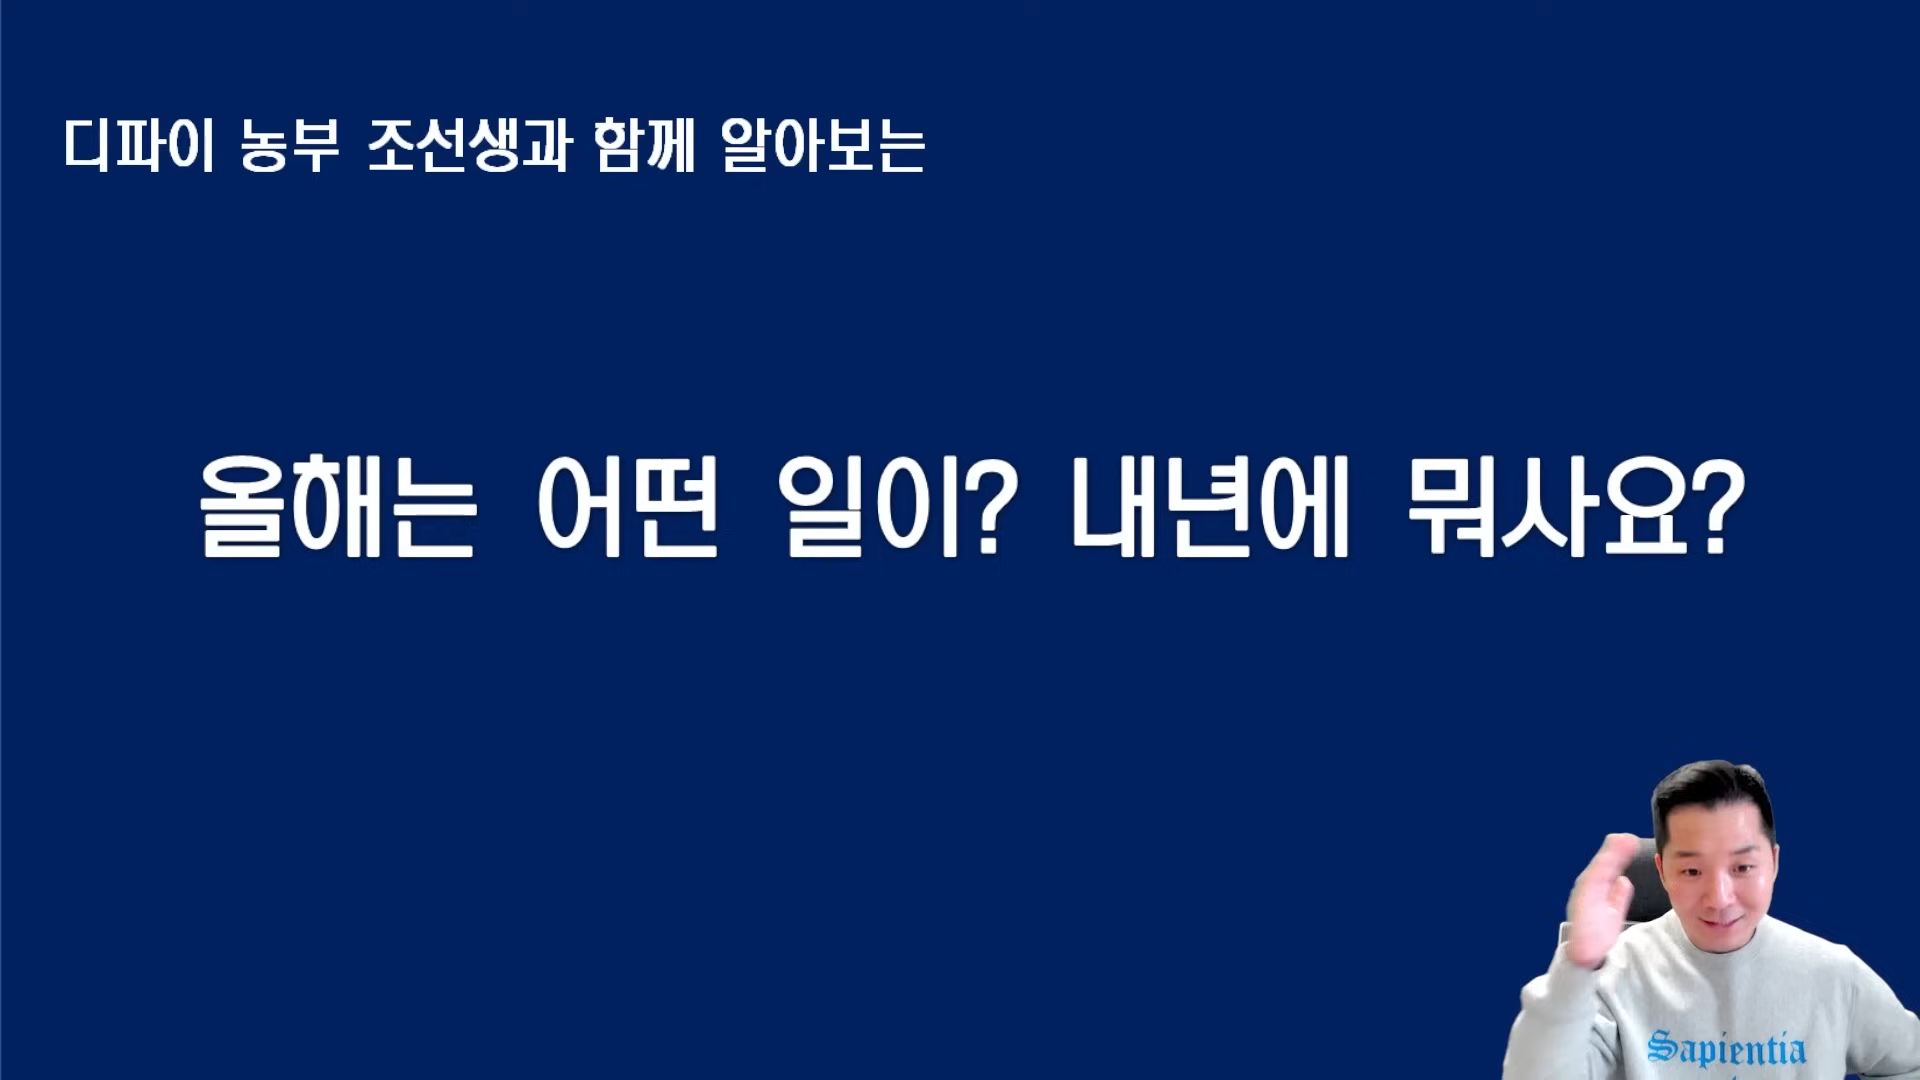 디파이 농부 조선생과 함께 알아보는
올해는 어떤 일이? 내년에 뭐사요?
Sapientia